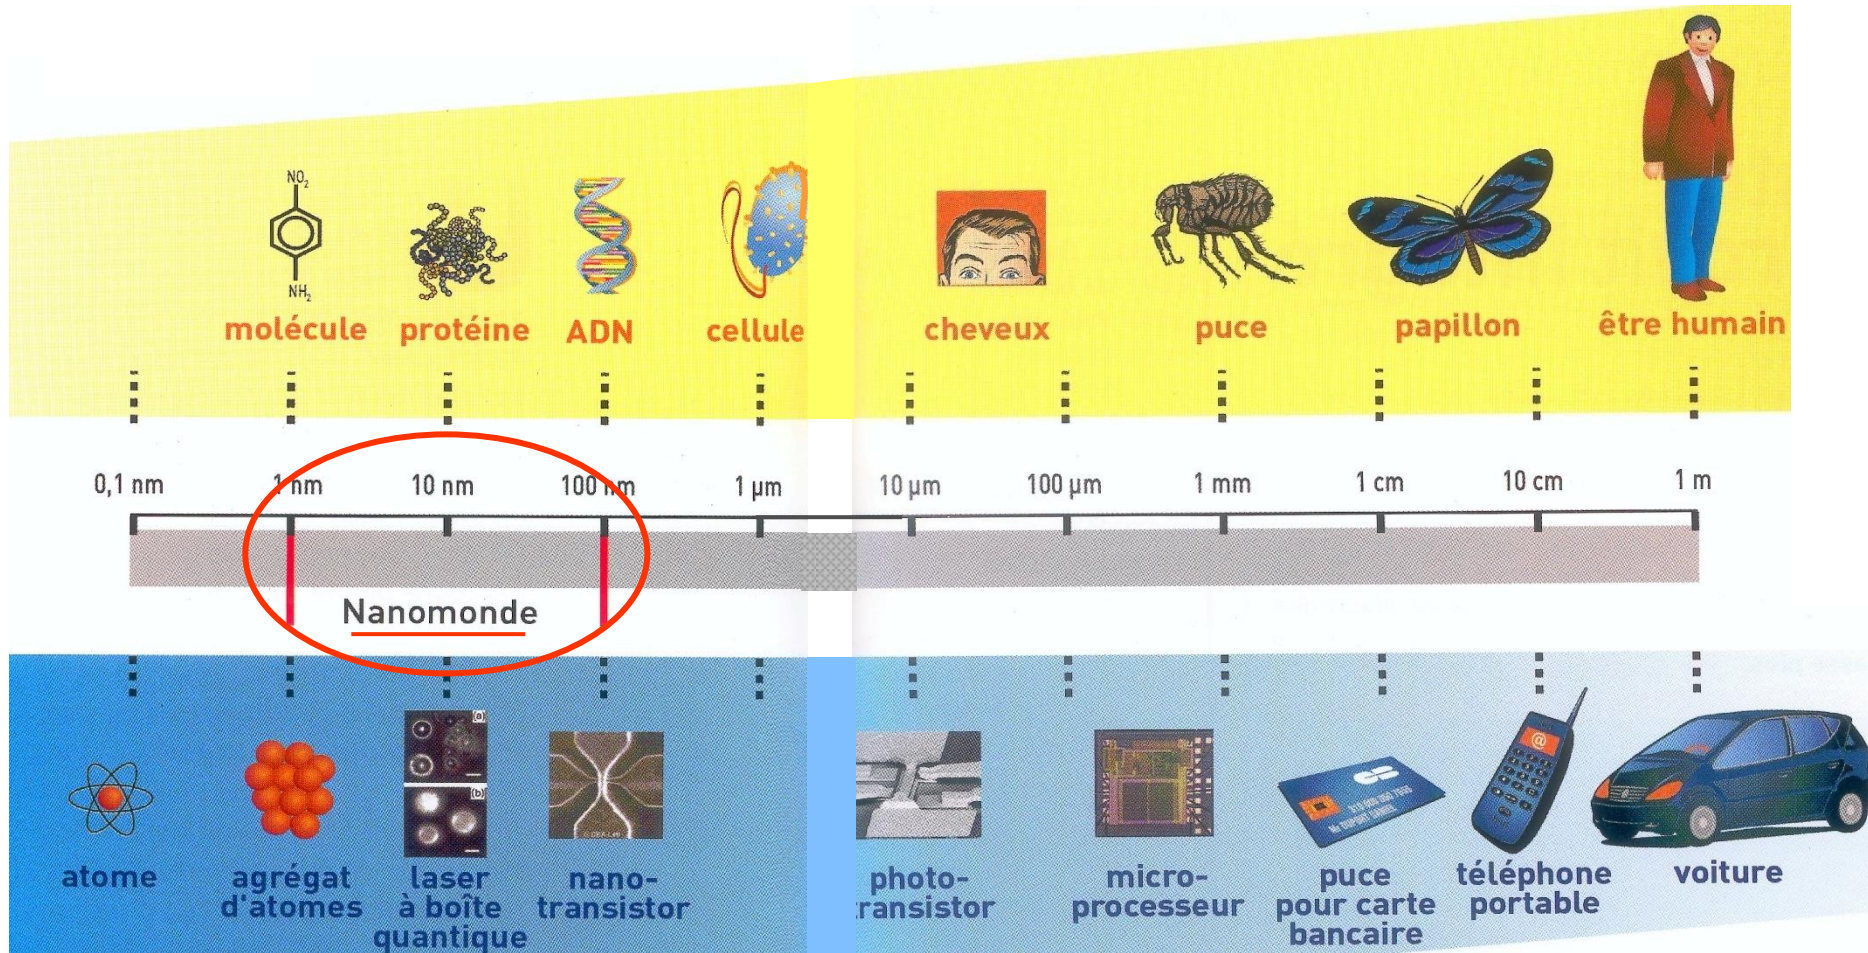 NO₂
NH₂
molécule
protéine
ADN
cellule
cheveux
puce
papillon
être humain
0,1 nm
1 nm
10 nm
100 nm
1 µm
10 µm
100 µm
1 mm
1 cm
10 cm
1 m
Nanomonde
(a)
(b)
@
atome
agrégat
d'atomes
laser
à boîte
quantique
nano-
transistor
photo-
ransistor
micro-
processeur
puce
pour carte
bancaire
téléphone
portable
voiture